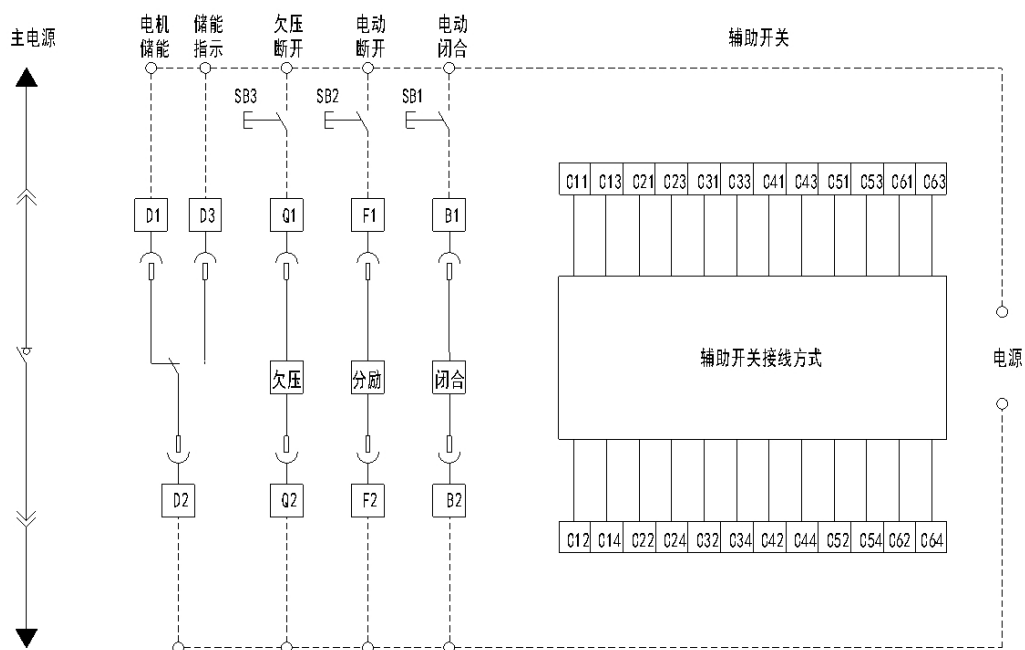 主电源
电机
储能
储能
指示
欠压
断开
电动
断开
电动
闭合
辅助开关
SB3
SB2
SB1
C11 C13 C21 C23 C31 C33 C41 C43 C51 C53 C61 C63
D1 D3 Q1 F1 B1
辅助开关接线方式
电源
欠压 分励 闭合
D2 Q2 F2 B2
C12 C14 C22 C24 C32 C34 C42 C44 C52 C54 C62 C64